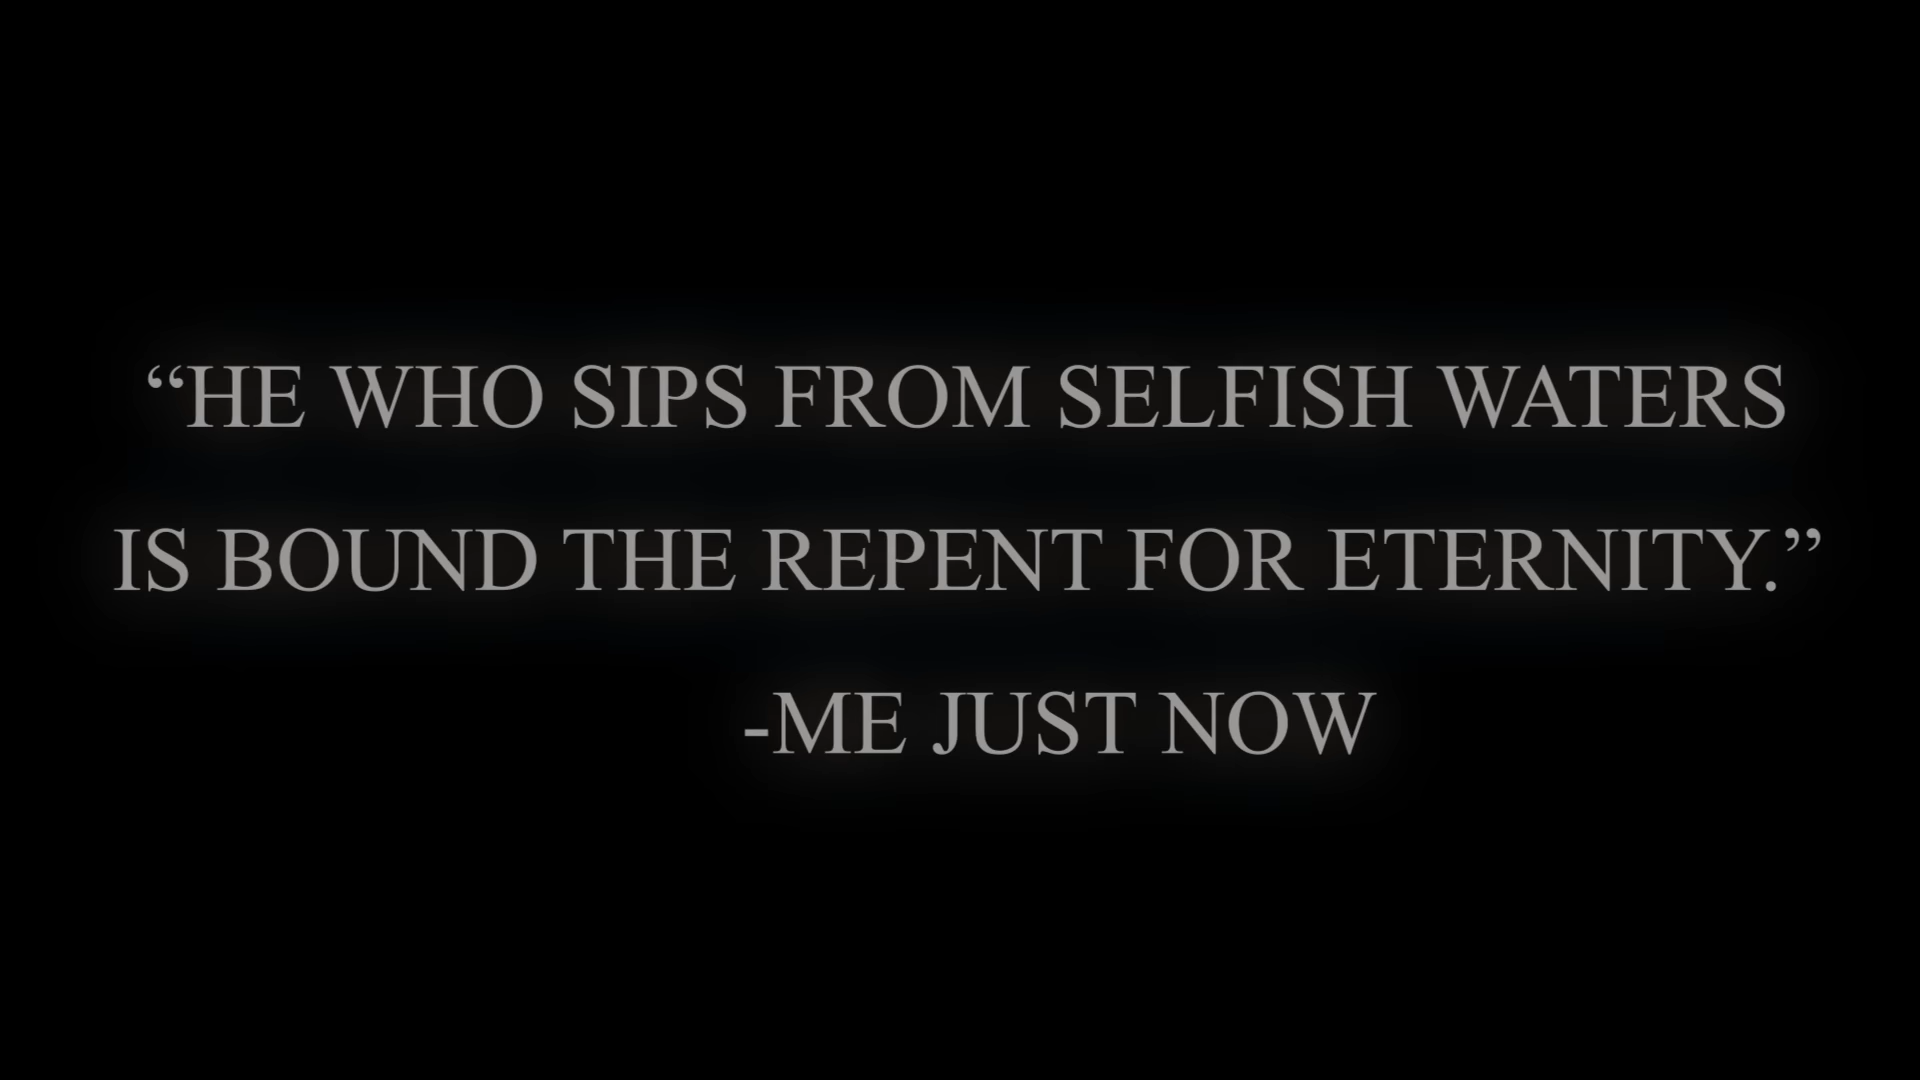 “HE WHO SIPS FROM SELFISH WATERS
IS BOUND THE REPENT FOR ETERNITY.”
-ME JUST NOW